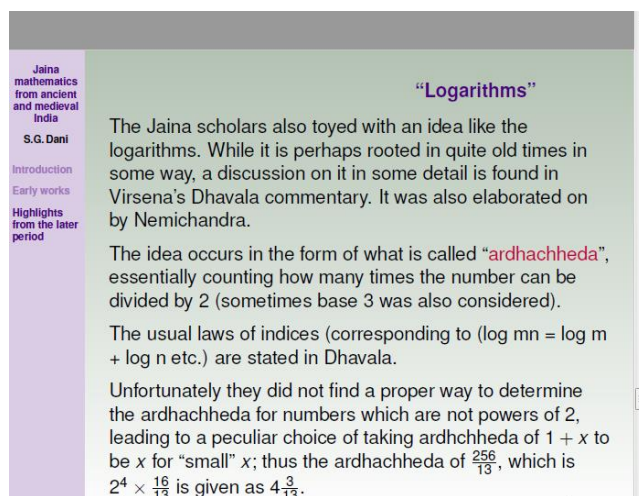 Jaina
mathematics
from ancient
and medieval
India
S.G. Dani
Introduction
Early works
Highlights
from the later
period
“Logarithms”
The Jaina scholars also toyed with an idea like the
logarithms. While it is perhaps rooted in quite old times in
some way, a discussion on it in some detail is found in
Virsena’s Dhavala commentary. It was also elaborated on
by Nemichandra.
The idea occurs in the form of what is called “ardhachheda”,
essentially counting how many times the number can be
divided by 2 (sometimes base 3 was also considered).
The usual laws of indices (corresponding to (log mn = log m
+ log n etc.) are stated in Dhavala.
Unfortunately they did not find a proper way to determine
the ardhachheda for numbers which are not powers of 2,
leading to a peculiar choice of taking ardhchheda of 1 + x to
be x for “small” x; thus the ardhachheda of 256/13, which is
2⁴ × 16/13 is given as 4 3/13.